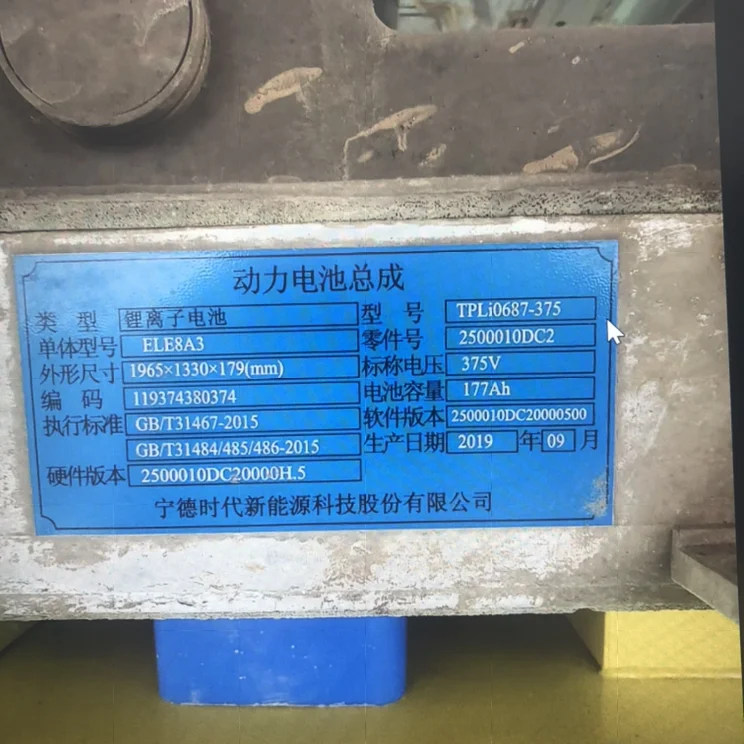 动力电池总成
类 型 锂离子电池 型 号 TPLi0687-375
单体型号 ELE8A3 零件号 2500010DC2
外形尺寸 1965×1330×179(mm) 标称电压 375V
编 码 119374380374 电池容量 177Ah
执行标准 GB/T31467-2015 软件版本 2500010DC20000500
GB/T31484/485/486-2015 生产日期 2019 年 09 月
硬件版本 2500010DC20000H.5
宁德时代新能源科技股份有限公司